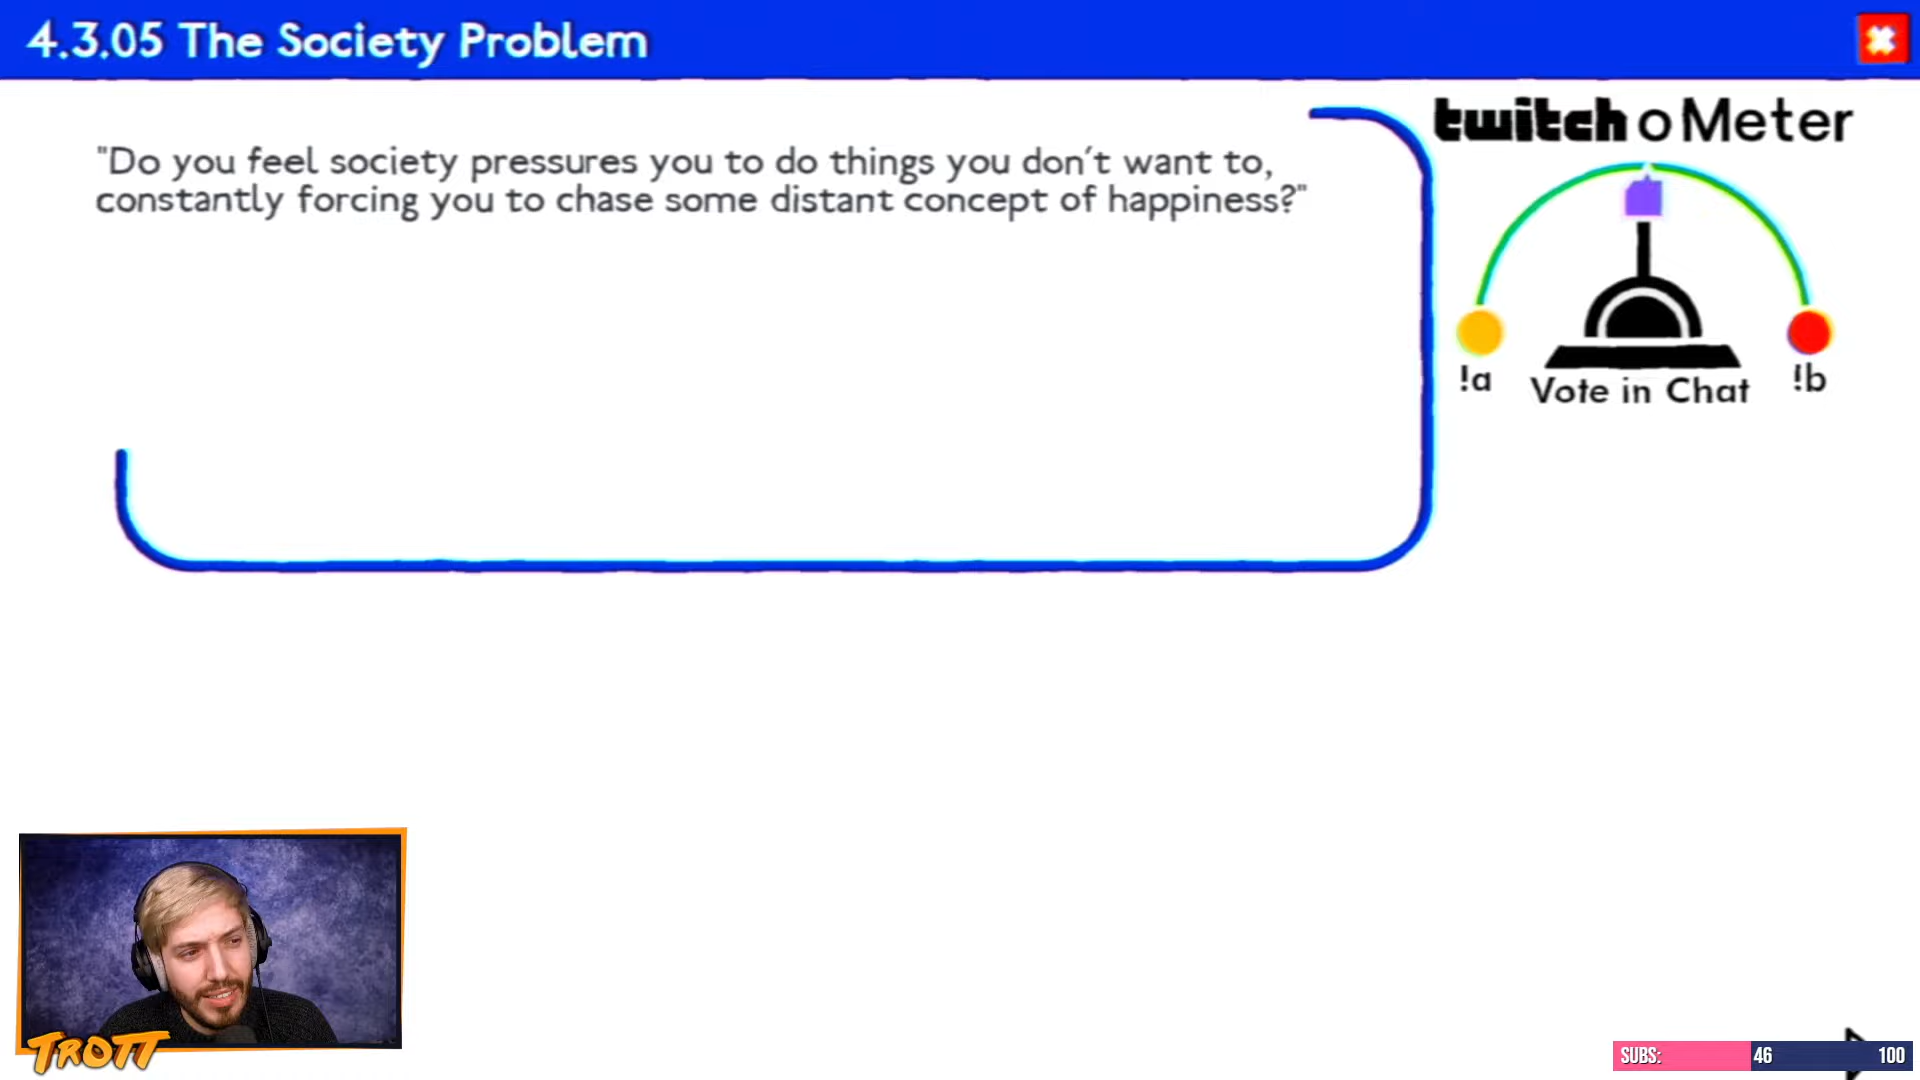 4.3.05 The Society Problem
"Do you feel society pressures you to do things you don't want to,
constantly forcing you to chase some distant concept of happiness?"
twitch o Meter
!a
Vote in Chat
!b
TROTT
SUBS: 46 100